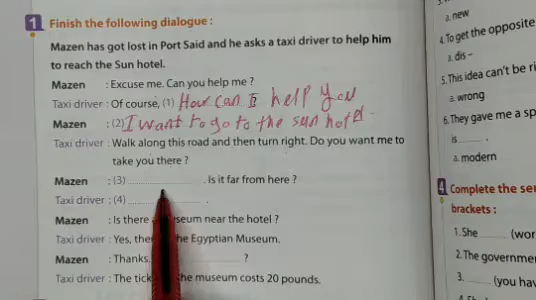 1 Finish the following dialogue :
Mazen has got lost in Port Said and he asks a taxi driver to help him
to reach the Sun hotel.
Mazen : Excuse me. Can you help me ?
Taxi driver : Of course, (1) How can I help you
Mazen : (2) I want to go to the sun hotel.
Taxi driver : Walk along this road and then turn right. Do you want me to
take you there ?
Mazen : (3) .................... . Is it far from here ?
Taxi driver : (4) .................... .
Mazen : Is there museum near the hotel ?
Taxi driver : Yes, the Egyptian Museum.
Mazen : Thanks. .................... ?
Taxi driver : The the museum costs 20 pounds.
a. new
4. To get the opposite
a. dis –
5. This idea can't be
a. wrong
6. They gave me a
is ........ .
a. modern
4 Complete the
brackets :
1. She ........
2. The
3. ........ (you